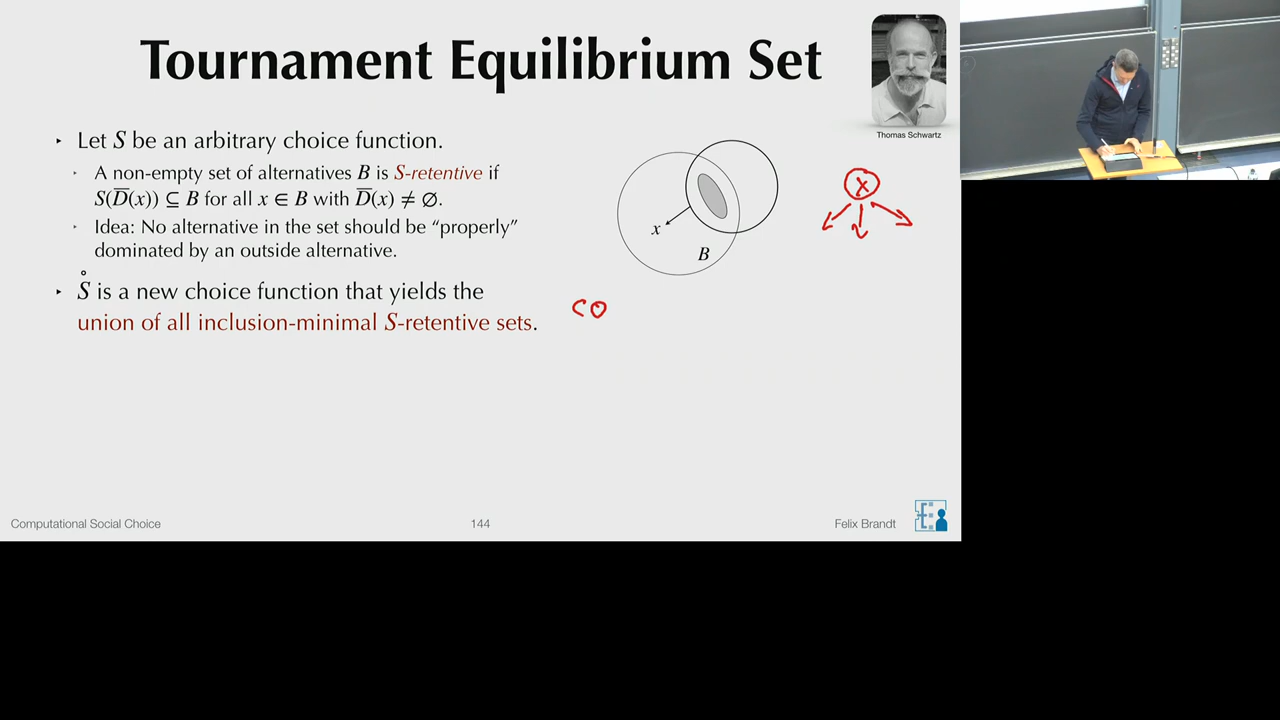 Tournament Equilibrium Set
Thomas Schwartz
‣ Let S be an arbitrary choice function.
‣ A non-empty set of alternatives B is S-retentive if
S(D̅(x)) ⊆ B for all x ∈ B with D̅(x) ≠ ∅.
‣ Idea: No alternative in the set should be “properly”
dominated by an outside alternative.
x
B
x
‣ S̊ is a new choice function that yields the
union of all inclusion-minimal S-retentive sets.
CO
Computational Social Choice
144
Felix Brandt